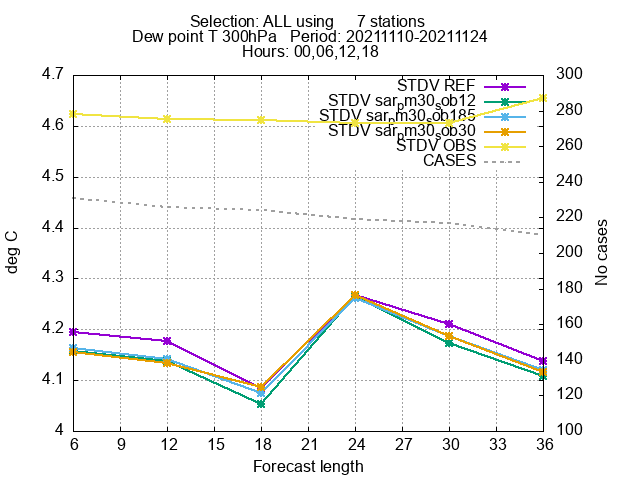 Selection: ALL using 7 stations
Dew point T 300hPa Period: 20211110-20211124
Hours: 00,06,12,18
4.7 300
STDV REF
4.6 280
STDV sar_pm30_sob12
STDV sar_pm30_sob185
STDV sar_pm30_sob30
STDV OBS
CASES
260
4.5 240
4.4 220
4.3 200
4.2 180
4.1 160
4 140
120
100
deg C
No cases
6 9 12 15 18 21 24 27 30 33 36
Forecast length